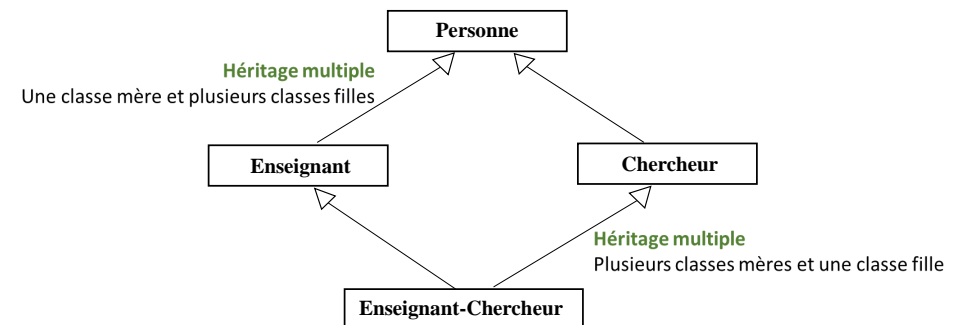 Personne
Héritage multiple
Une classe mère et plusieurs classes filles
Enseignant
Chercheur
Héritage multiple
Plusieurs classes mères et une classe fille
Enseignant-Chercheur